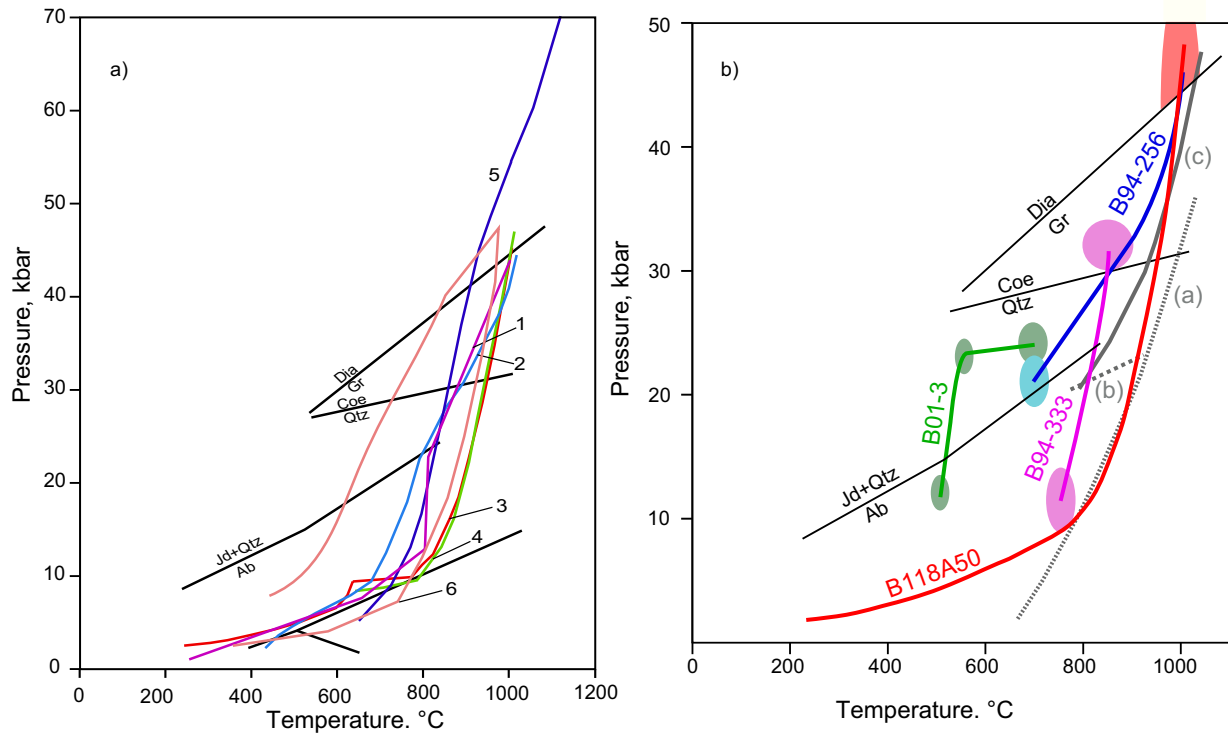 a)
70
60
50
40
30
20
10
0
Pressure, kbar
0
200
400
600
800
1000
1200
Temperature. °C
Dia
Gr
Coe
Qtz
Jd+Qtz
Ab
5
1
2
3
4
6
b)
50
40
30
20
10
Pressure, kbar
200
400
600
800
1000
Temperature. °C
Dia
Gr
Coe
Qtz
Jd+Qtz
Ab
B94-256
B01-3
B94-333
B118A50
(c)
(a)
(b)